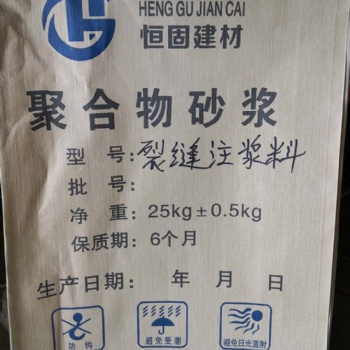 HENG GU JIAN CAI
恒固建材
聚合物砂浆
型号:裂缝注浆料
批号:
净重:25kg±0.5kg
保质期:6个月
生产日期: 年 月 日
防钩 避免受潮 避免日光直射